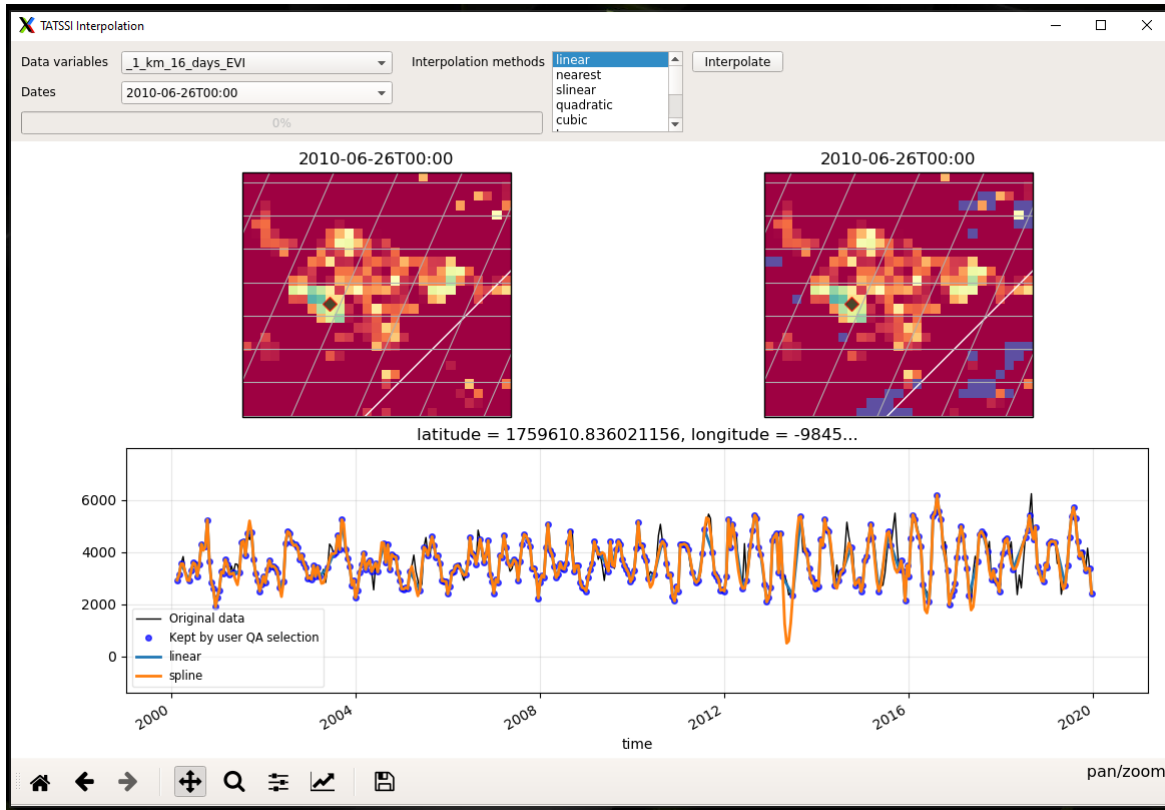 TATSSI Interpolation
Data variables
_1_km_16_days_EVI
Interpolation methods
linear
nearest
slinear
quadratic
cubic
Interpolate
Dates
2010-06-26T00:00
0%
2010-06-26T00:00
2010-06-26T00:00
latitude = 1759610.836021156, longitude = -9845...
6000
4000
2000
0
Original data
Kept by user QA selection
linear
spline
2000
2004
2008
2012
2016
2020
time
pan/zoom